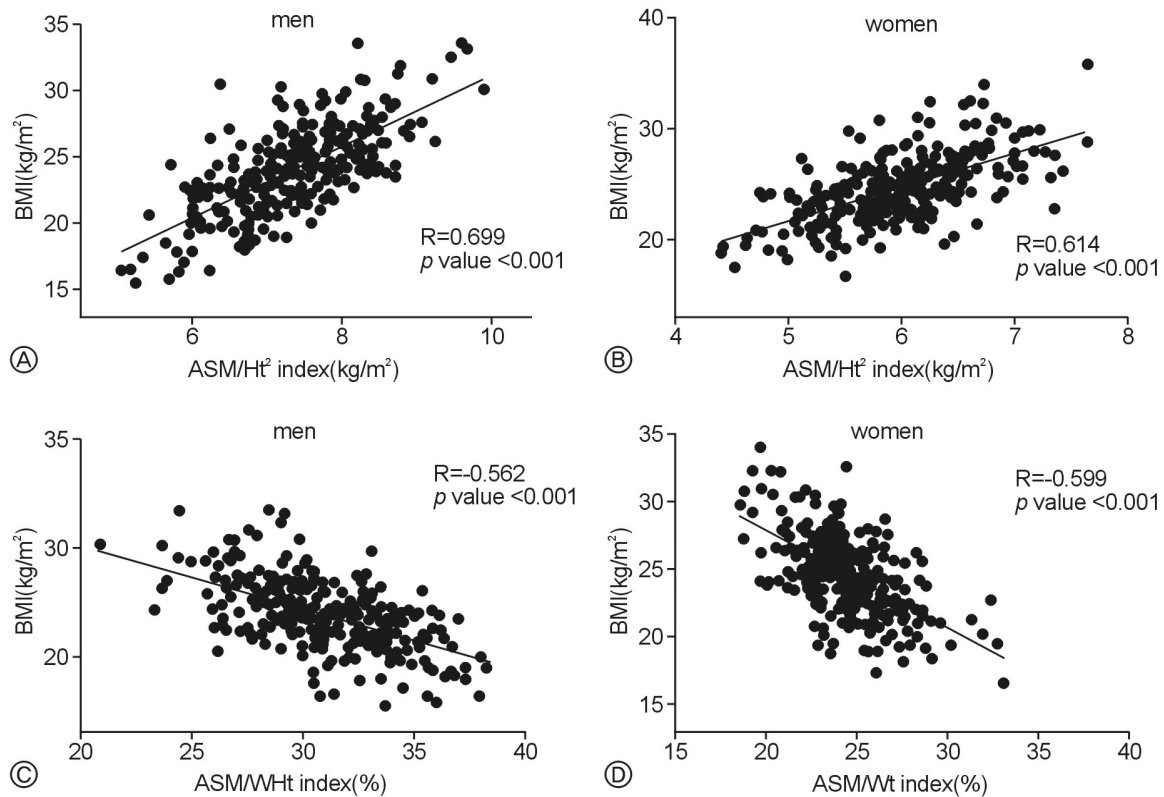 men
35
30
25
20
15
BMI(kg/m²)
R=0.699
p value <0.001
6
8
10
Ⓐ
ASM/Ht² index(kg/m²)
women
40
30
20
BMI(kg/m²)
R=0.614
p value <0.001
4
5
6
7
8
Ⓑ
ASM/Ht² index(kg/m²)
men
35
30
20
BMI(kg/m²)
R=-0.562
p value <0.001
20
25
30
35
40
Ⓒ
ASM/WHt index(%)
women
35
30
25
20
15
BMI(kg/m²)
R=-0.599
p value <0.001
15
20
25
30
35
40
Ⓓ
ASM/Wt index(%)